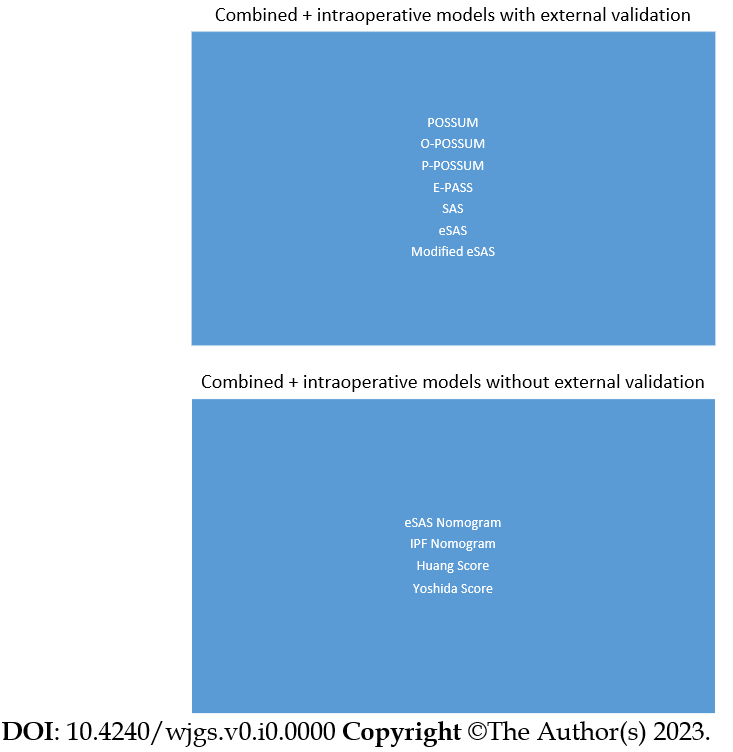 Combined + intraoperative models with external validation
POSSUM
O-POSSUM
P-POSSUM
E-PASS
SAS
eSAS
Modified eSAS
Combined + intraoperative models without external validation
eSAS Nomogram
IPF Nomogram
Huang Score
Yoshida Score
DOI: 10.4240/wjgs.v0.i0.0000 Copyright ©The Author(s) 2023.